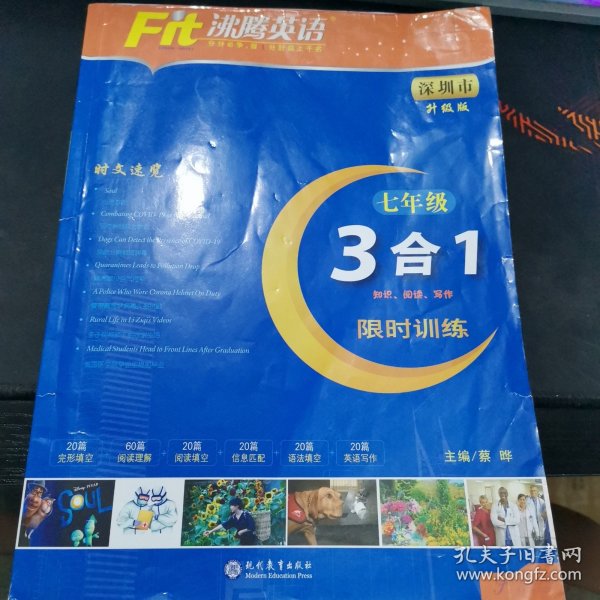 Fit 沸腾英语
深圳市
升级版
时文速览
Soul
Combating COVID-19
Dogs Can Detect the Presence of COVID-19
Quarantines Leads to Pollution Drop
A Police Who Wore Corona Helmet On Duty
Rural Life in Li Ziqi's Videos
Medical Students Head to Front Lines After Graduation
七年级
3合1
知识、阅读、写作
限时训练
20篇 60篇 20篇 20篇 20篇 20篇
完形填空 阅读理解 阅读填空 信息匹配 语法填空 英语写作
主编/蔡 晔
DISNEY·PIXAR
SOUL
现代教育出版社
Modern Education Press
孔夫子旧书网
www.kongfz.com